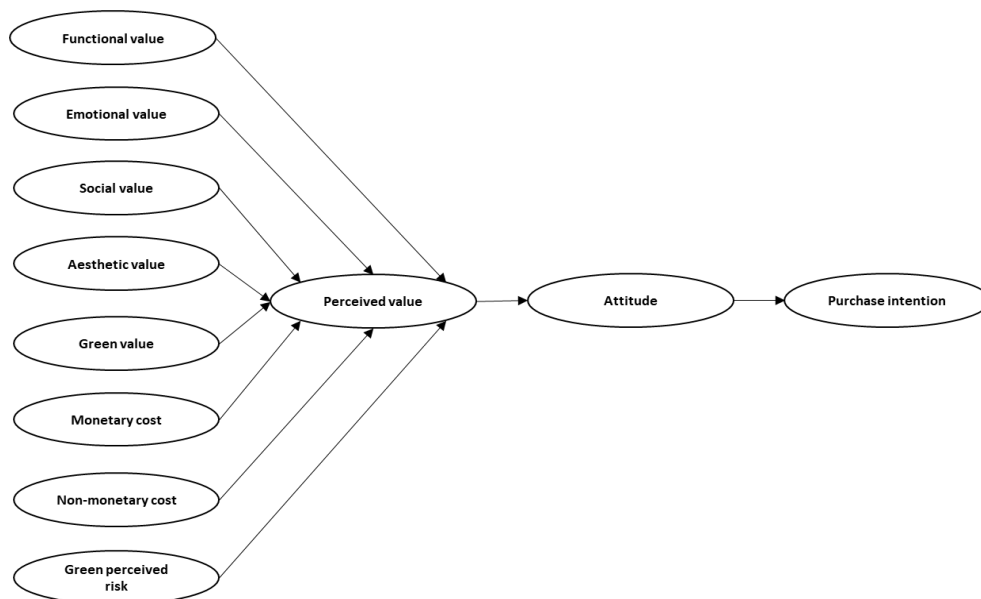 Functional value
Emotional value
Social value
Aesthetic value
Perceived value
Attitude
Purchase intention
Green value
Monetary cost
Non-monetary cost
Green perceived
risk